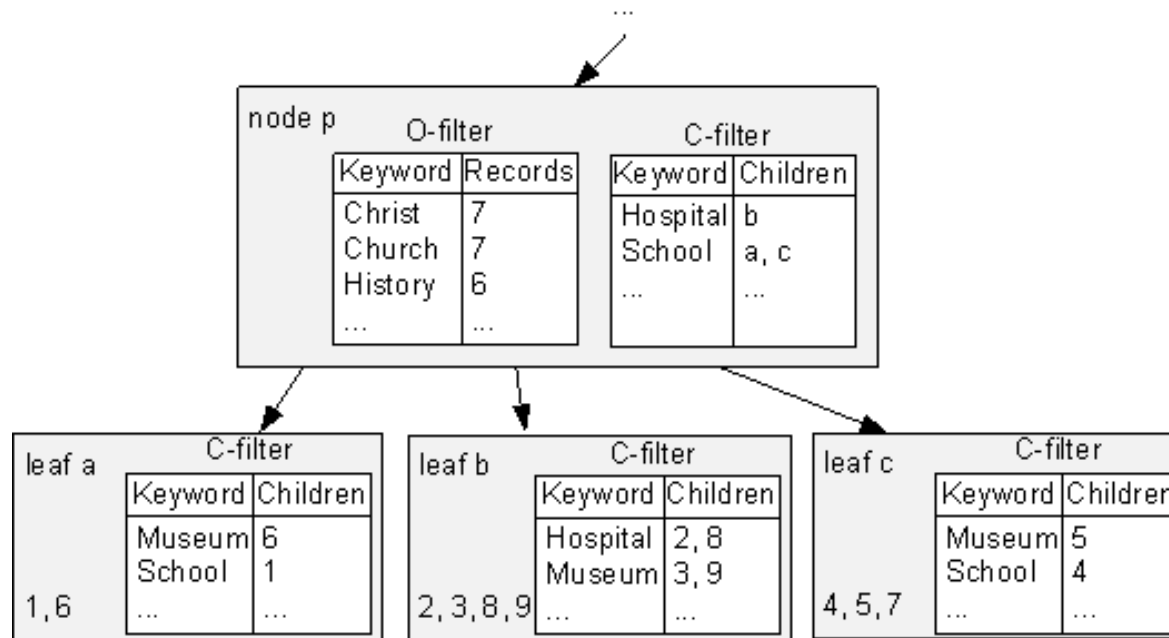 ...
node p
O-filter
C-filter
Keyword Records
Christ 7
Church 7
History 6
... ...
Keyword Children
Hospital b
School a, c
... ...
leaf a
C-filter
Keyword Children
Museum 6
School 1
... ...
1, 6
leaf b
C-filter
Keyword Children
Hospital 2, 8
Museum 3, 9
... ...
2, 3, 8, 9
leaf c
C-filter
Keyword Children
Museum 5
School 4
... ...
4, 5, 7